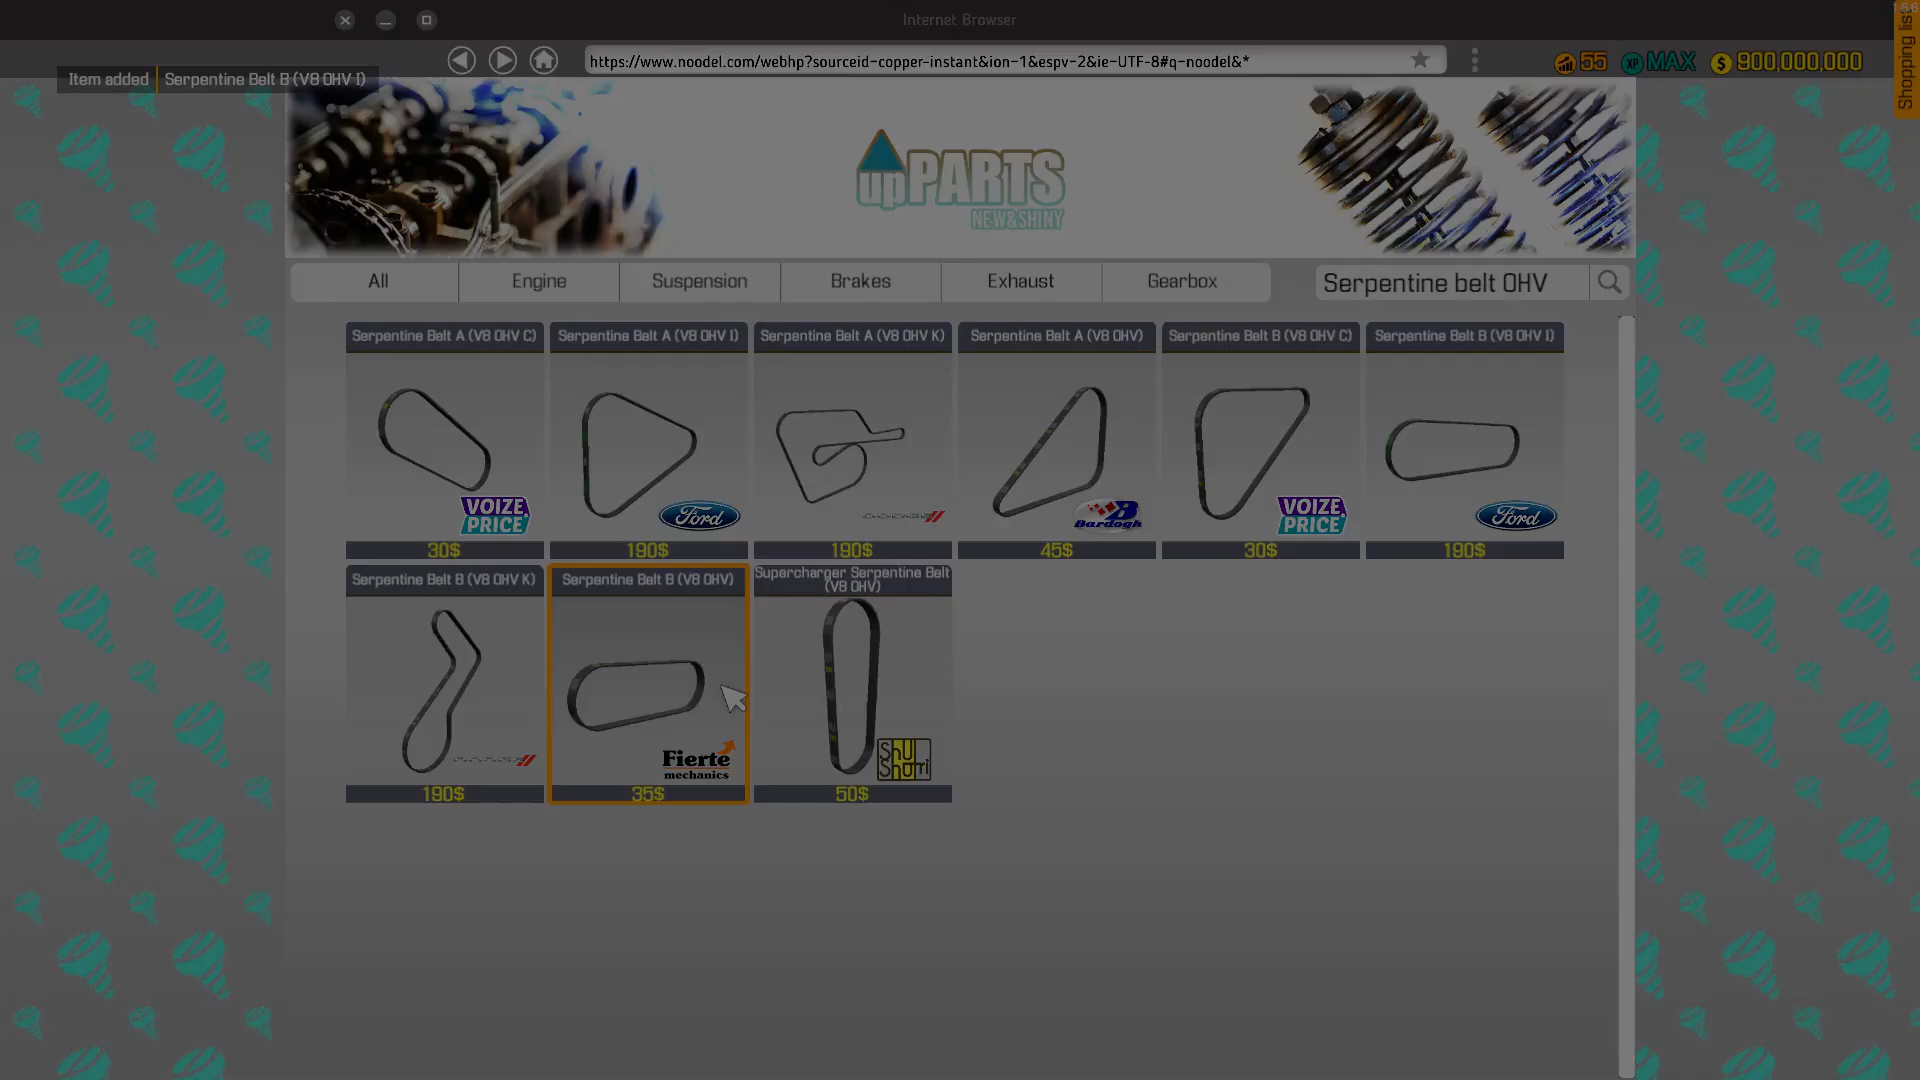 Internet Browser
https://www.noodel.com/webhp?sourceid-copper-instant&ion-1&espv-2&ie-UTF-8#q-noodel&*
55 XP MAX $ 900,000,000
Shopping list
Item added Serpentine Belt B (V8 OHV I)
upPARTS
NEW&SHINY
All Engine Suspension Brakes Exhaust Gearbox Serpentine belt OHV
Serpentine Belt A (V8 OHV C) Serpentine Belt A (V8 OHV I) Serpentine Belt A (V8 OHV K) Serpentine Belt A (V8 OHV) Serpentine Belt B (V8 OHV C) Serpentine Belt B (V8 OHV I)
VOIZE PRICE Ford DODGE B Bardogh VOIZE PRICE Ford
30$ 190$ 190$ 45$ 30$ 190$
Serpentine Belt B (V8 OHV K) Serpentine Belt B (V8 OHV) Supercharger Serpentine Belt
(V8 OHV)
DODGE Fierte mechanics Shul Shutti
190$ 35$ 50$